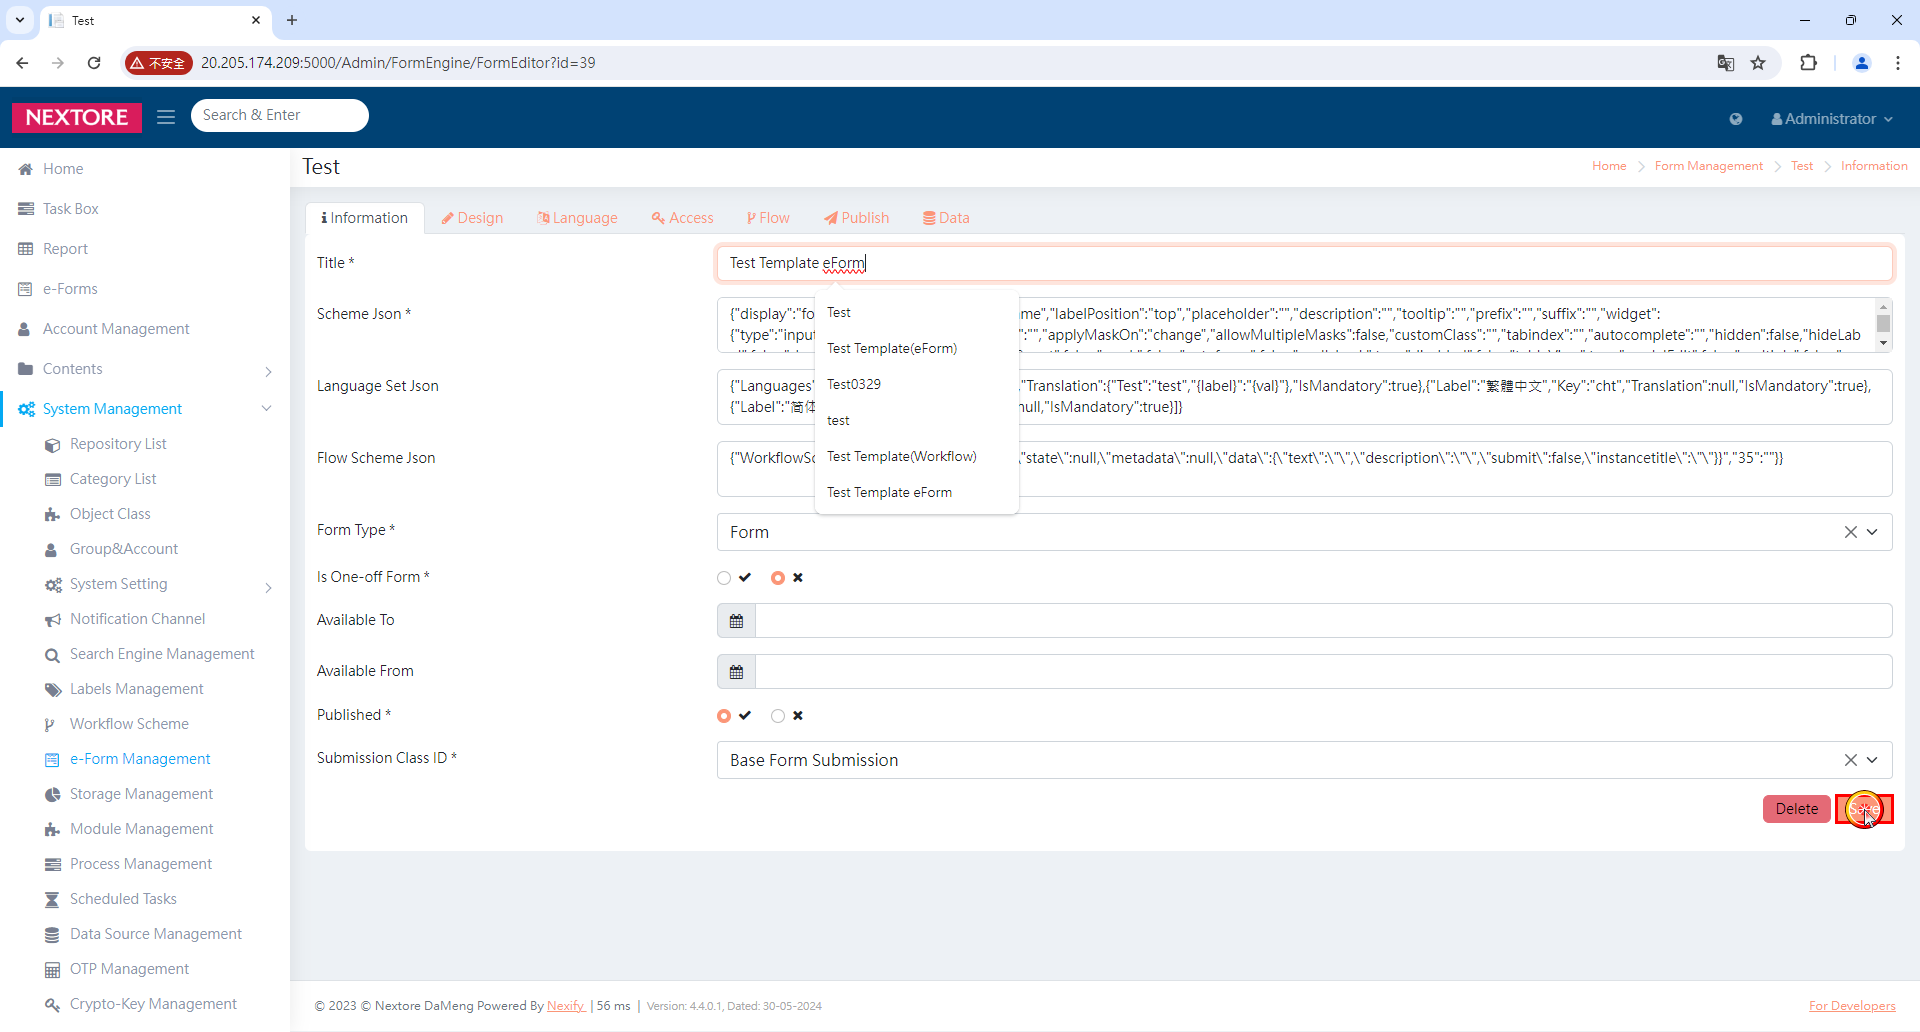 Test
不安全
20.205.174.209:5000/Admin/FormEngine/FormEditor?id=39
NEXTORE
Search & Enter
Administrator
Home
Task Box
Report
e-Forms
Account Management
Contents
System Management
Repository List
Category List
Object Class
Group&Account
System Setting
Notification Channel
Search Engine Management
Labels Management
Workflow Scheme
e-Form Management
Storage Management
Module Management
Process Management
Scheduled Tasks
Data Source Management
OTP Management
Crypto-Key Management
Test
Home Form Management Test Information
Information Design Language Access Flow Publish Data
Title * Test Template eForm
Scheme Json * {"display":"fo me","labelPosition":"top","placeholder":"","description":"","tooltip":"","prefix":"","suffix":"","widget":
{"type":"input "","applyMaskOn":"change","allowMultipleMasks":false,"customClass":"","tabindex":"","autocomplete":"","hidden":false,"hideLab
Language Set Json {"Languages" "Translation":{"Test":"test","{label}":"{val}"},"IsMandatory":true},{"Label":"繁體中文","Key":"cht","Translation":null,"IsMandatory":true},
{"Label":"简体 null,"IsMandatory":true}]}
Flow Scheme Json {"WorkflowSc \"state\":null,\"metadata\":null,\"data\":{\"text\":\"\",\"description\":\"\",\"submit\":false,\"instancetitle\":\"\"}}","35":""}}
Test
Test Template(eForm)
Test0329
test
Test Template(Workflow)
Test Template eForm
Form Type * Form
Is One-off Form *
Available To
Available From
Published *
Submission Class ID * Base Form Submission
Delete Save
© 2023 © Nextore DaMeng Powered By Nexify | 56 ms | Version: 4.4.0.1, Dated: 30-05-2024
For Developers